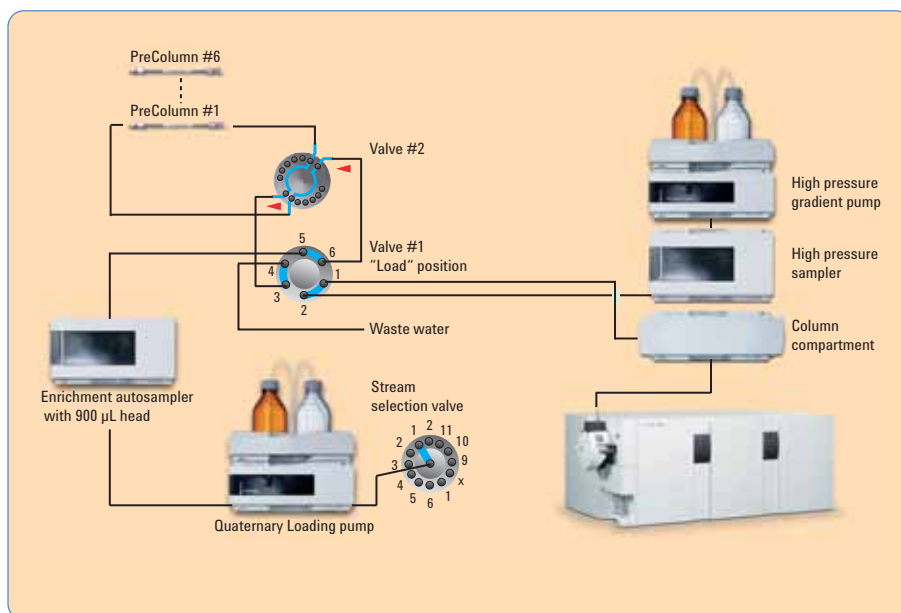 PreColumn #6
PreColumn #1
Valve #2
High pressure
gradient pump
5
6
4
1
3
2
Valve #1
"Load" position
High pressure
sampler
Waste water
Column
compartment
Enrichment autosampler
with 900 µL head
Stream
selection valve
1
2
11
2
10
3
9
4
x
5
6
1
Quaternary Loading pump